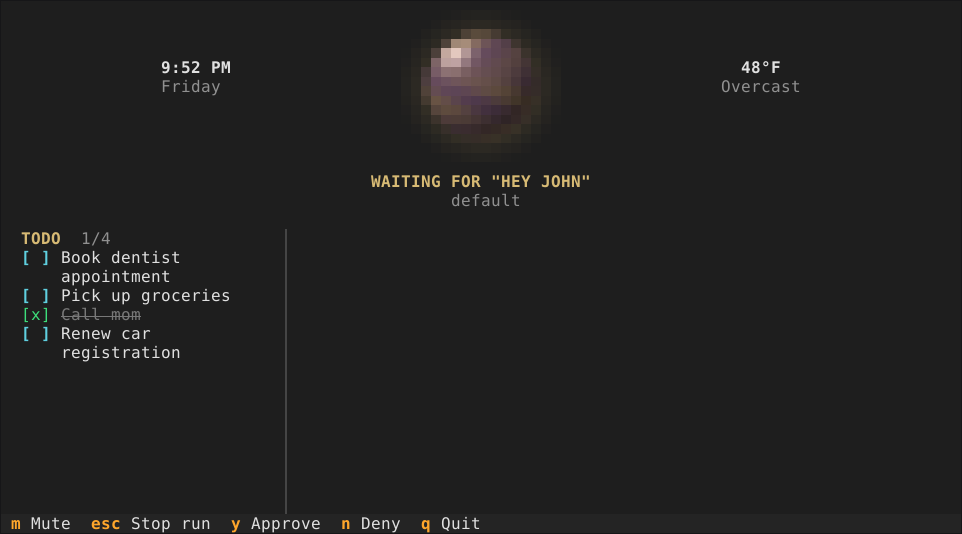 9:52 PM
Friday
48°F
Overcast
WAITING FOR "HEY JOHN"
default
TODO 1/4
[ ] Book dentist
appointment
[ ] Pick up groceries
[x] Call mom
[ ] Renew car
registration
m Mute esc Stop run y Approve n Deny q Quit